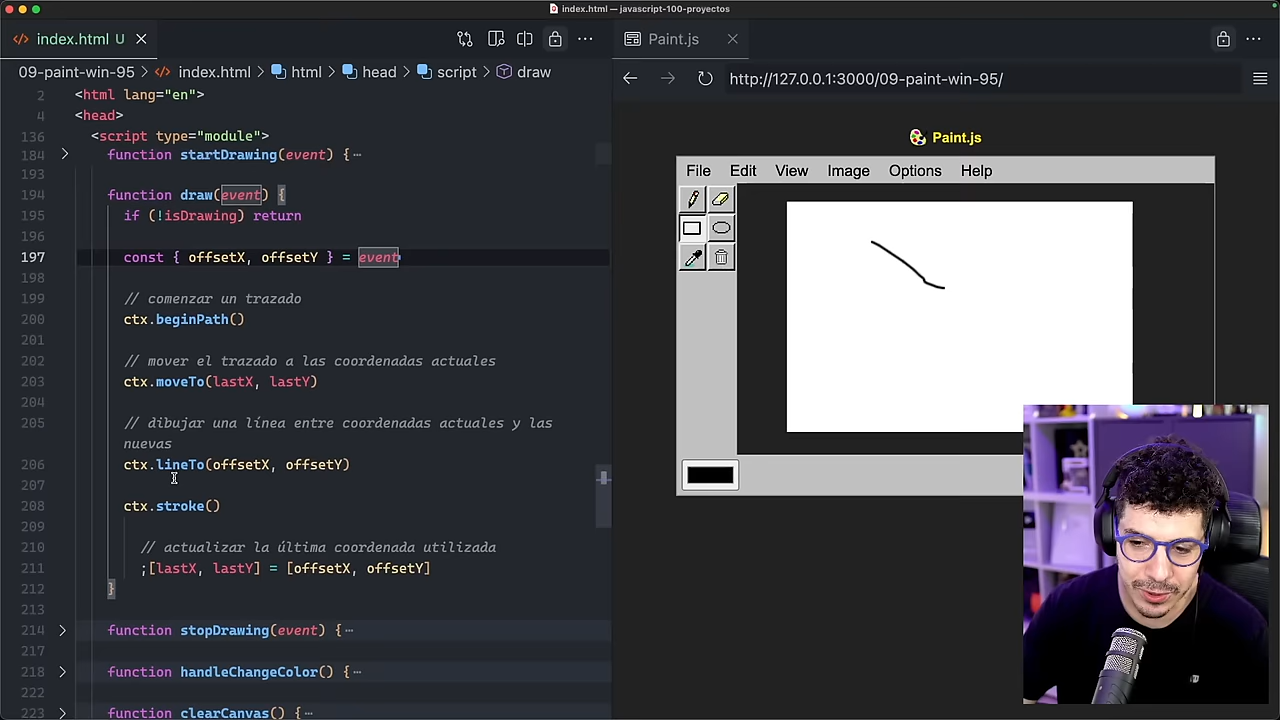 index.html — javascript-100-proyectos
index.html U
Paint.js
09-paint-win-95 > index.html > html > head > script > draw
http://127.0.0.1:3000/09-paint-win-95/
2 <html lang="en">
4 <head>
136 <script type="module">
184 function startDrawing(event) {…
193
194 function draw(event) {
195 if (!isDrawing) return
196
197 const { offsetX, offsetY } = event
198
199 // comenzar un trazado
200 ctx.beginPath()
201
202 // mover el trazado a las coordenadas actuales
203 ctx.moveTo(lastX, lastY)
204
205 // dibujar una línea entre coordenadas actuales y las
nuevas
206 ctx.lineTo(offsetX, offsetY)
207
208 ctx.stroke()
209
210 // actualizar la última coordenada utilizada
211 ;[lastX, lastY] = [offsetX, offsetY]
212 }
213
214 function stopDrawing(event) {…
217
218 function handleChangeColor() {…
222
223 function clearCanvas() {…
Paint.js
File Edit View Image Options Help